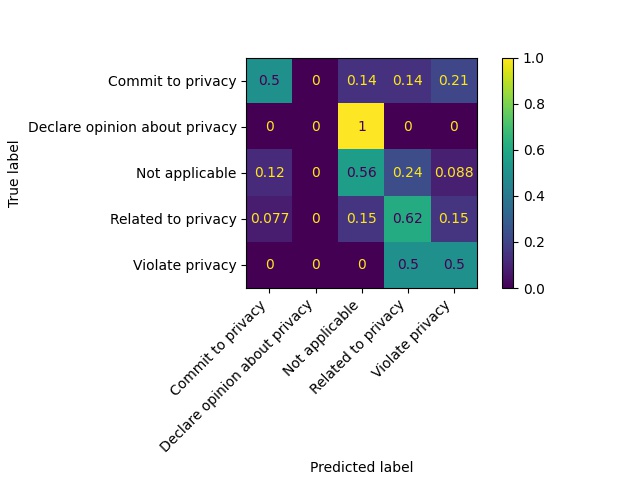 Commit to privacy 0.5 0 0.14 0.14 0.21
Declare opinion about privacy 0 0 1 0 0
Not applicable 0.12 0 0.56 0.24 0.088
Related to privacy 0.077 0 0.15 0.62 0.15
Violate privacy 0 0 0 0.5 0.5
True label
Commit to privacy
Declare opinion about privacy
Not applicable
Related to privacy
Violate privacy
Predicted label
1.0
0.8
0.6
0.4
0.2
0.0